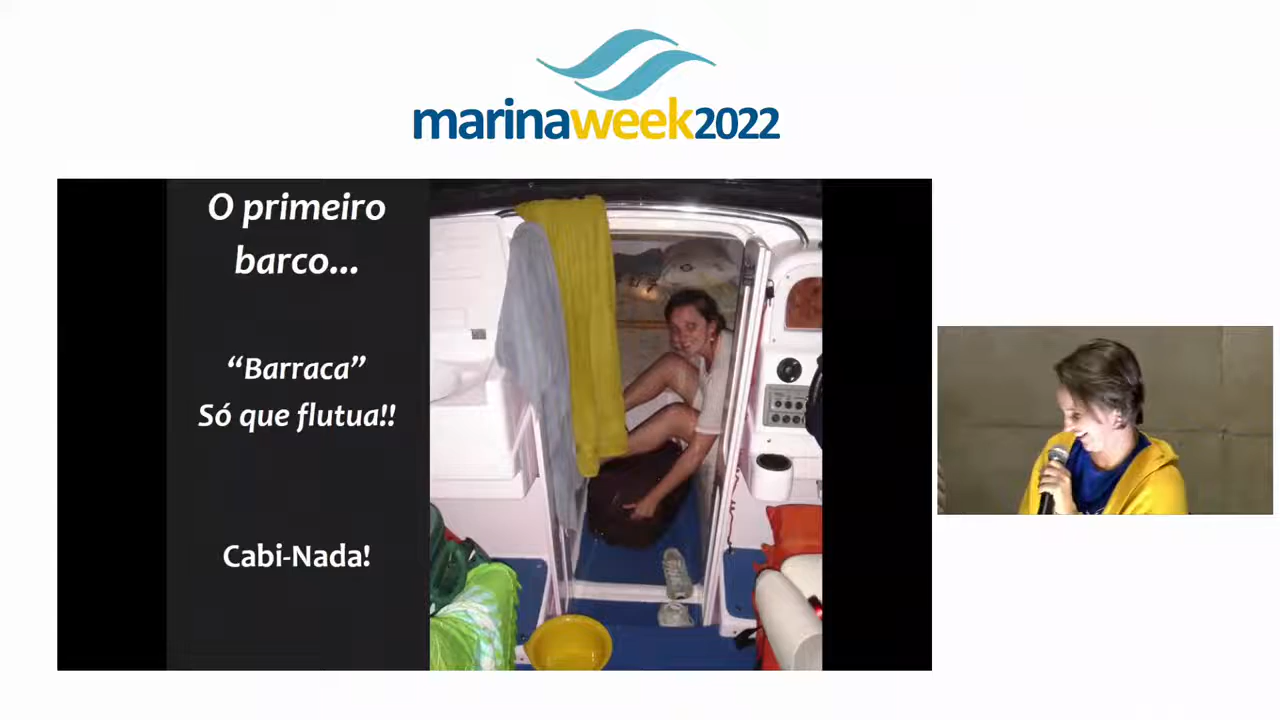 marinaweek2022
O primeiro
barco...
“Barraca”
Só que flutua!!
Cabi-Nada!